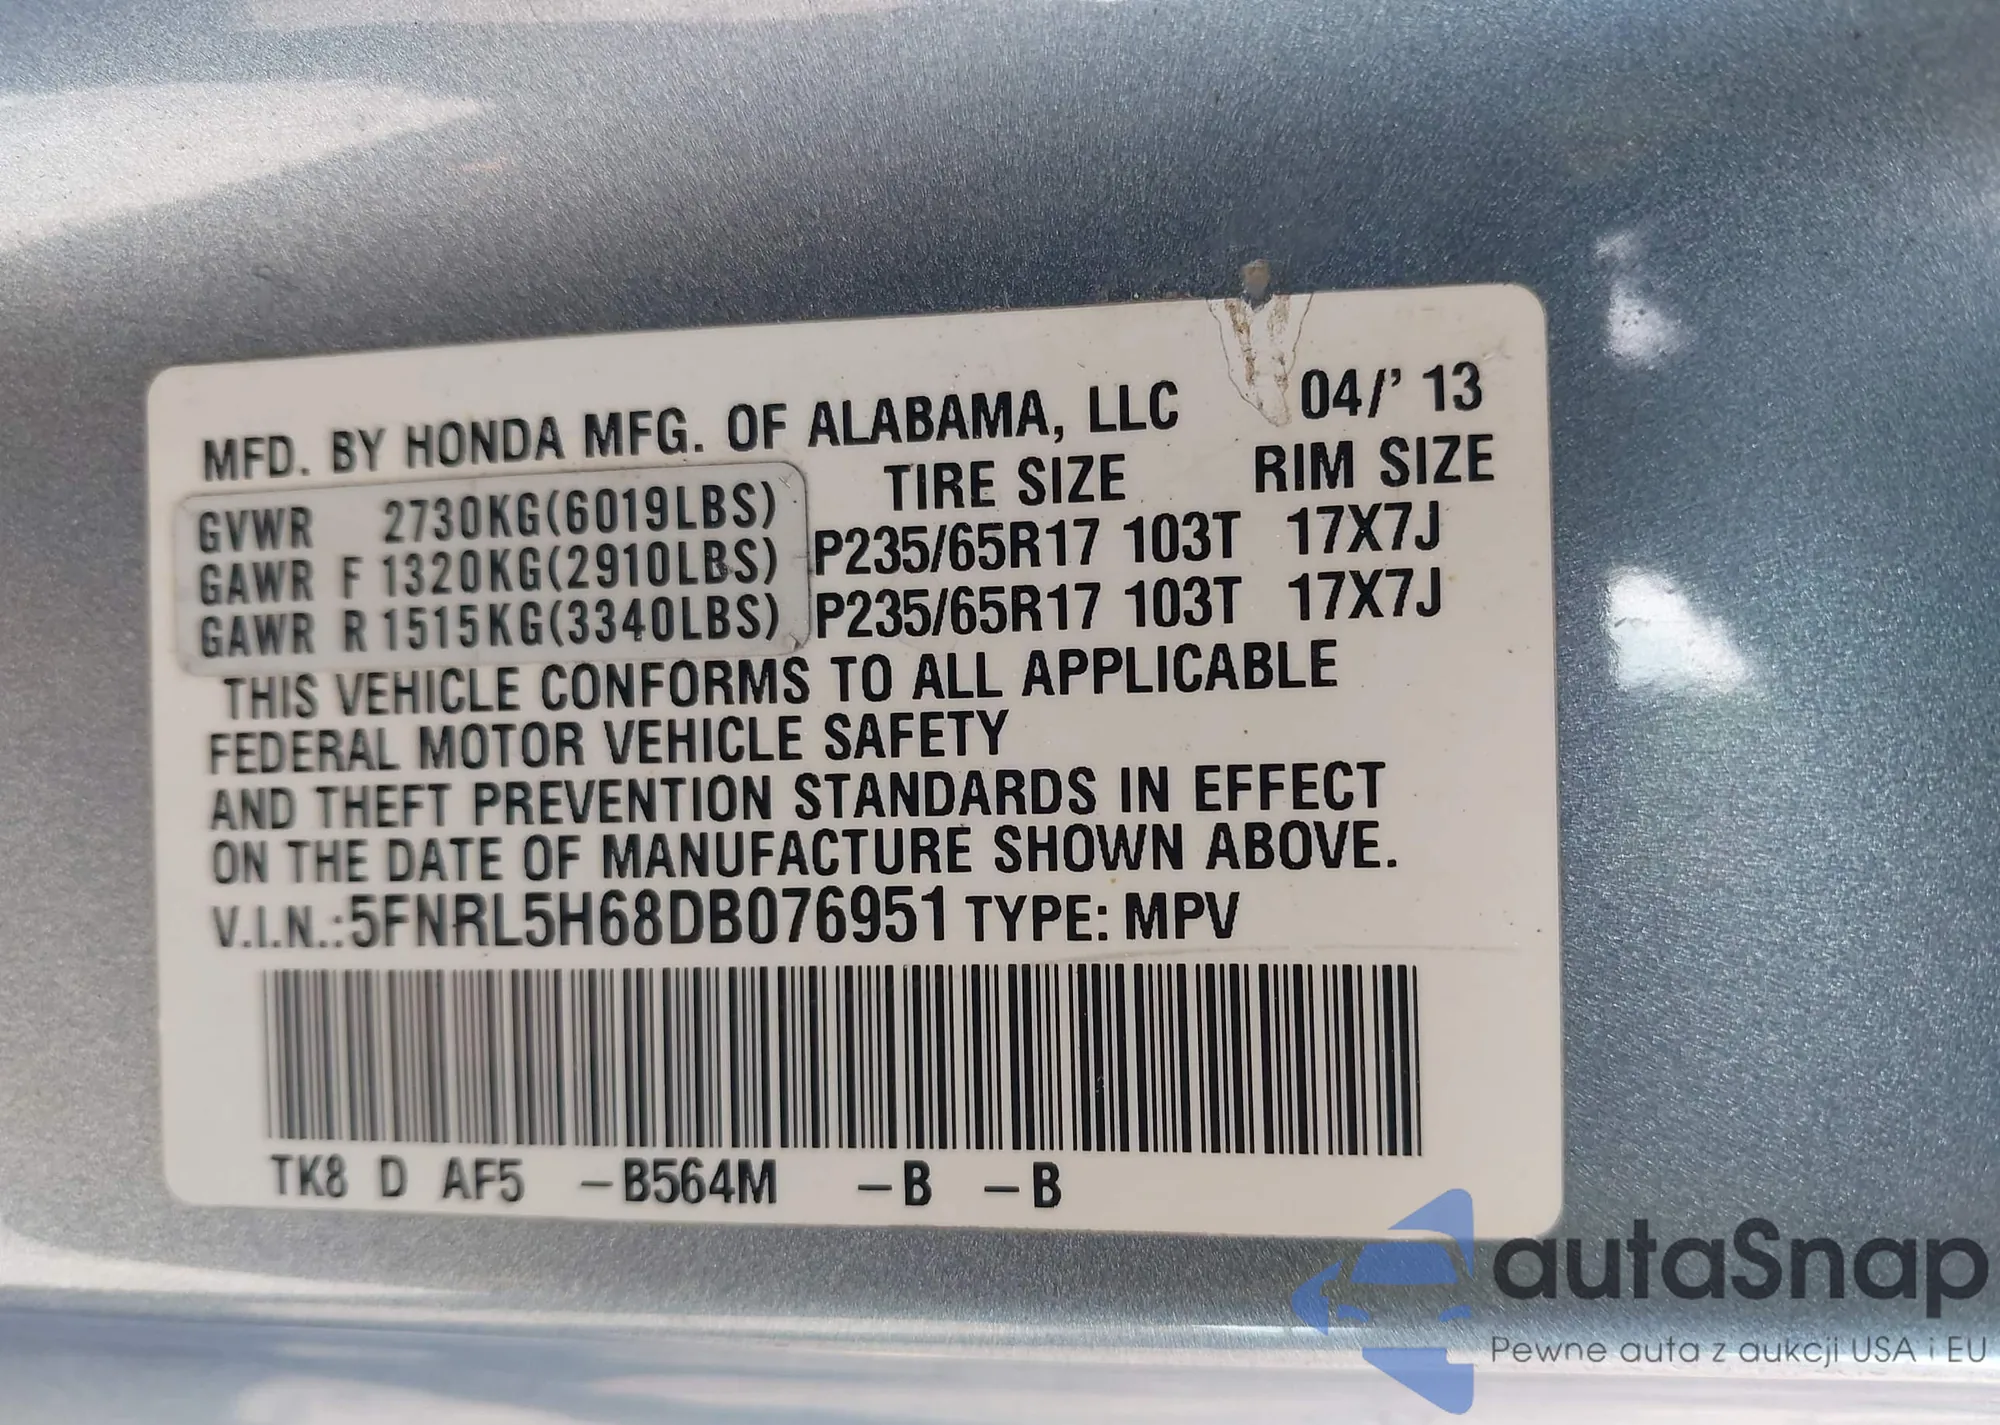 MFD. BY HONDA MFG. OF ALABAMA, LLC 04/' 13
TIRE SIZE RIM SIZE
GVWR 2730KG(6019LBS)
GAWR F 1320KG(2910LBS) P235/65R17 103T 17X7J
GAWR R 1515KG(3340LBS) P235/65R17 103T 17X7J
THIS VEHICLE CONFORMS TO ALL APPLICABLE
FEDERAL MOTOR VEHICLE SAFETY
AND THEFT PREVENTION STANDARDS IN EFFECT
ON THE DATE OF MANUFACTURE SHOWN ABOVE.
V.I.N.:5FNRL5H68DB076951 TYPE: MPV
TK8 D AF5 -B564M -B -B
autaSnap
Pewne auta z aukcji USA i EU